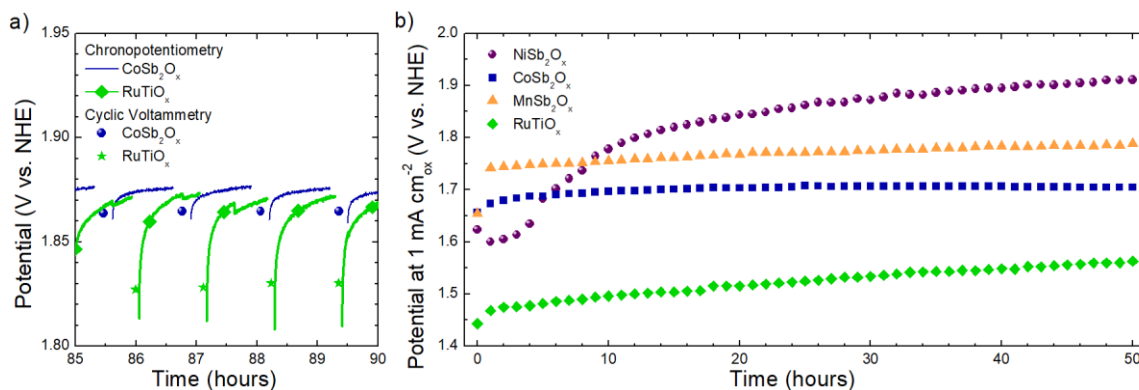 a)
1.95
1.90
1.85
1.80
Potential (V vs. NHE)
Chronopotentiometry
CoSb₂Oₓ
RuTiOₓ
Cyclic Voltammetry
CoSb₂Oₓ
RuTiOₓ
85 86 87 88 89 90
Time (hours)
b)
2.0
1.9
1.8
1.7
1.6
1.5
1.4
Potential at 1 mA cm⁻²ₒₓ (V vs. NHE)
NiSb₂Oₓ
CoSb₂Oₓ
MnSb₂Oₓ
RuTiOₓ
0 10 20 30 40 50
Time (hours)